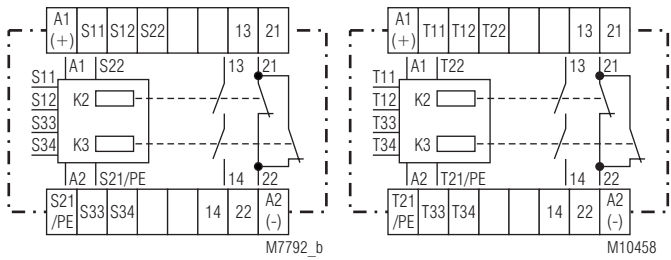 A1 (+) S11 S12 S22 13 21
A1 S22 13 21
S11
S12
S33
S34
K2
K3
A2 S21/PE 14 22
S21 /PE S33 S34 14 22 A2 (-)
M7792_b
A1 (+) T11 T12 T22 13 21
A1 T22 13 21
T11
T12
T33
T34
K2
K3
A2 T21/PE 14 22
T21 /PE T33 T34 14 22 A2 (-)
M10458